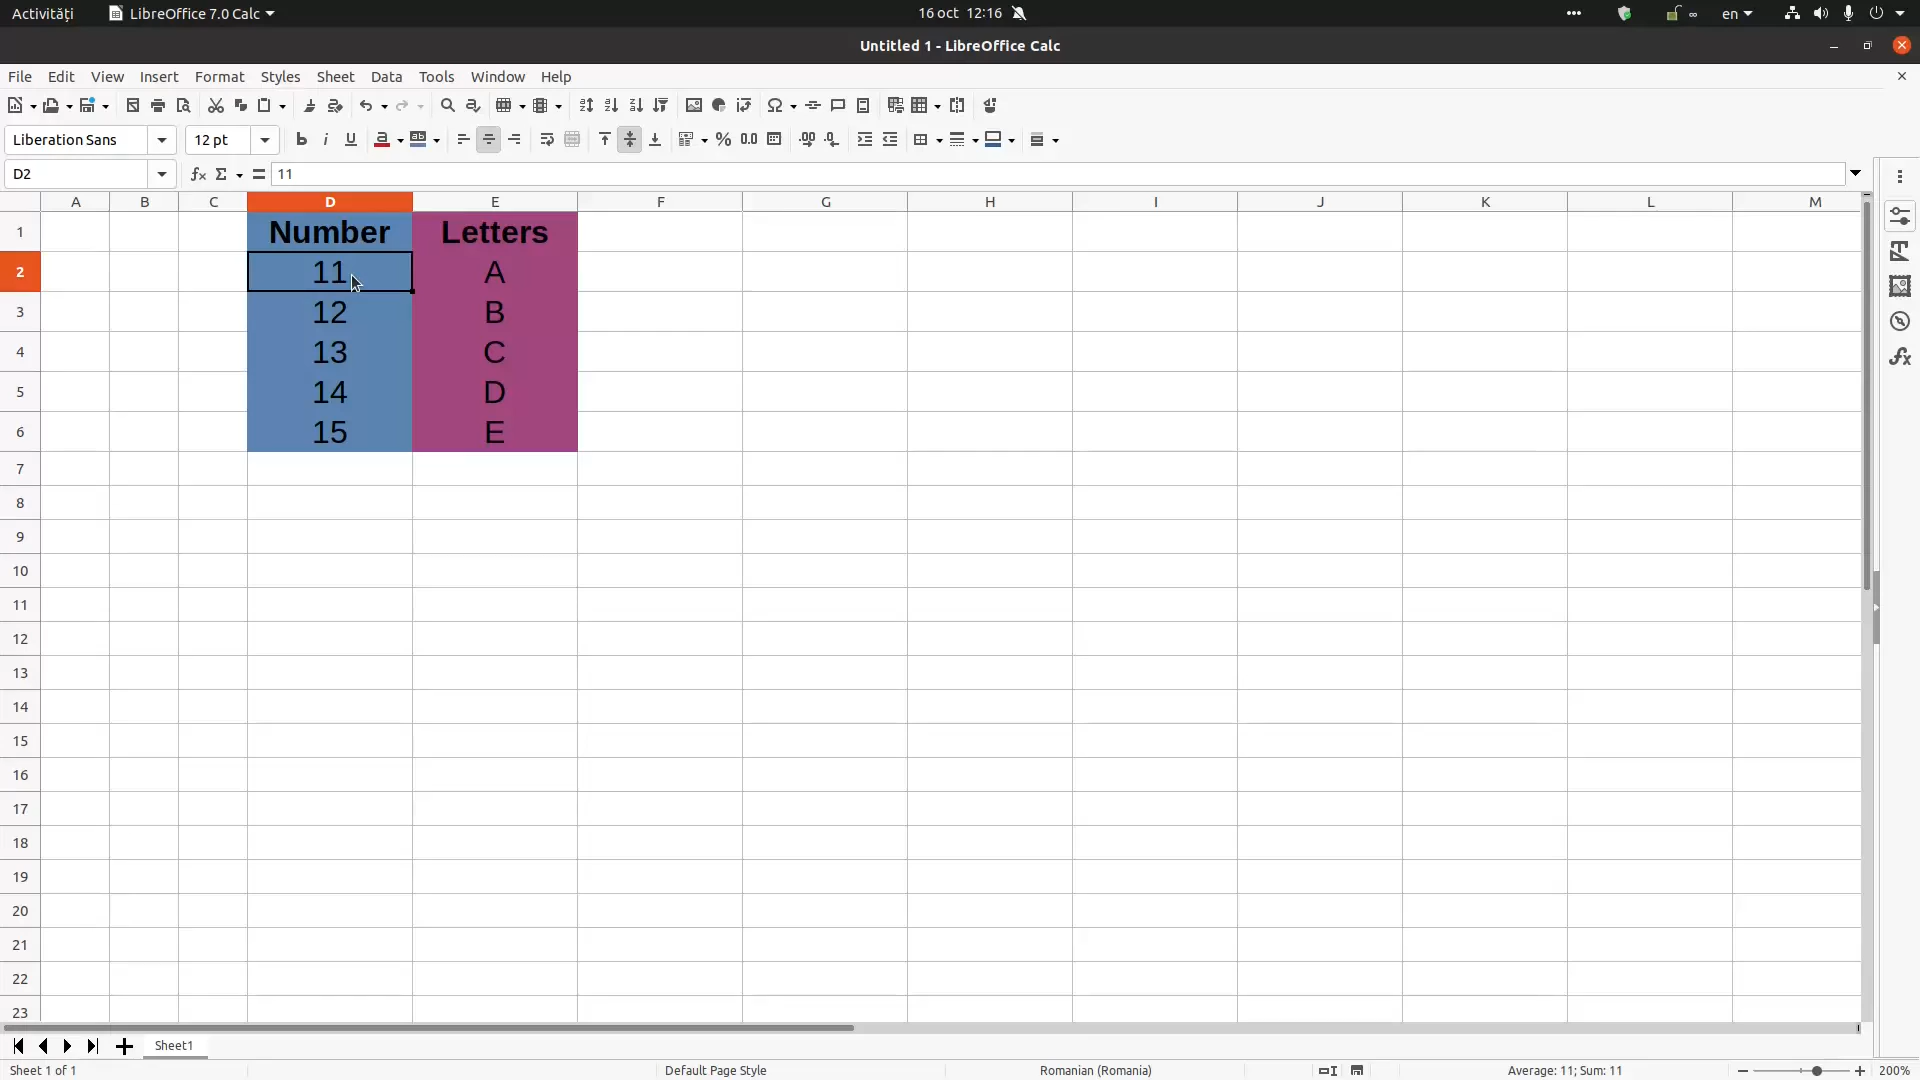 Activități LibreOffice 7.0 Calc 16 oct 12:16 en
Untitled 1 - LibreOffice Calc
File Edit View Insert Format Styles Sheet Data Tools Window Help
Liberation Sans 12 pt
D2 11
A B C D E F G H I J K L M
1 Number Letters
2 11 A
3 12 B
4 13 C
5 14 D
6 15 E
7
8
9
10
11
12
13
14
15
16
17
18
19
20
21
22
23
Sheet1
Sheet 1 of 1 Default Page Style Romanian (Romania) Average: 11; Sum: 11 200%